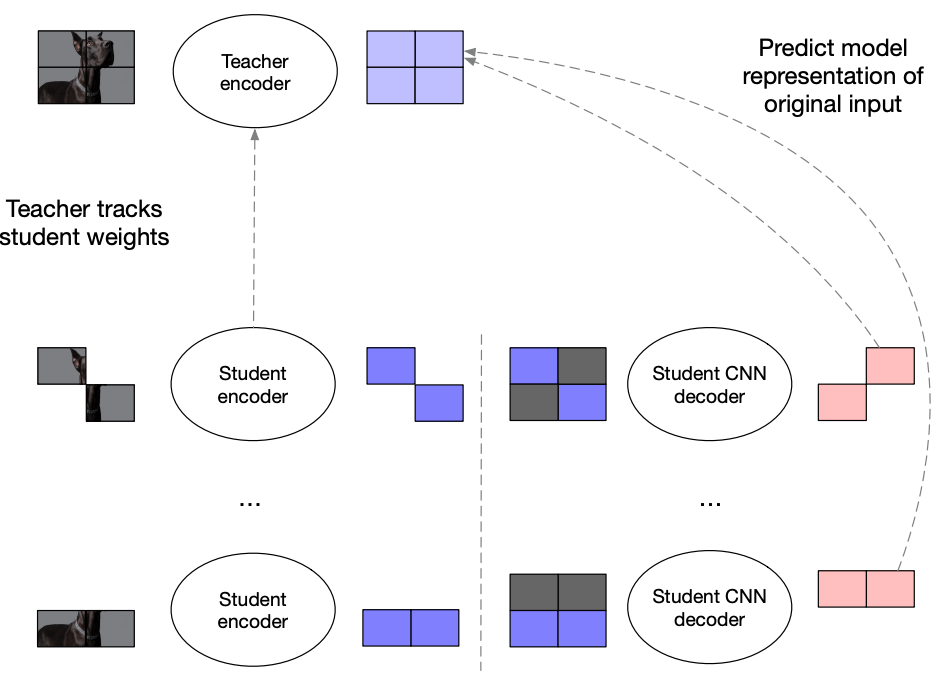 Teacher
encoder
Predict model
representation of
original input
Teacher tracks
student weights
Student
encoder
Student CNN
decoder
...
...
Student
encoder
Student CNN
decoder